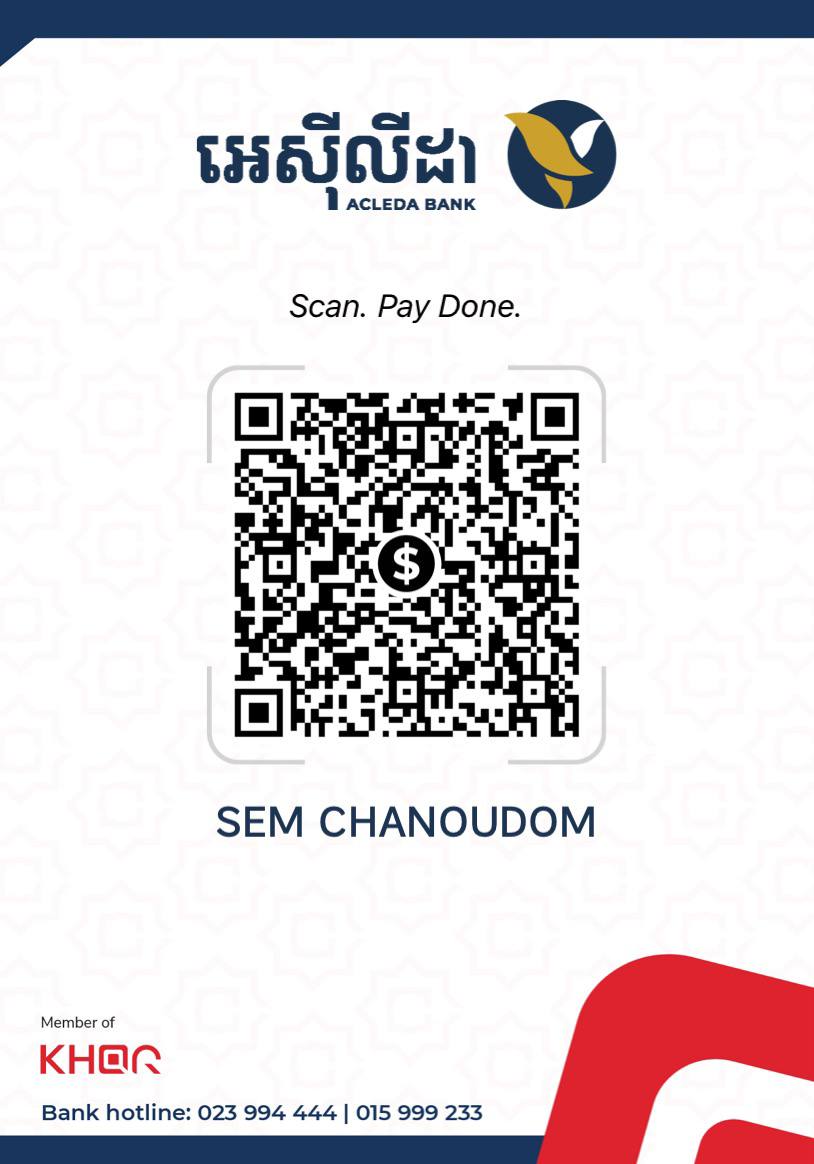 អេស៊ីលីដា
ACLEDA BANK
Scan. Pay Done.
$
SEM CHANOUDOM
Member of
KHQR
Bank hotline: 023 994 444 | 015 999 233